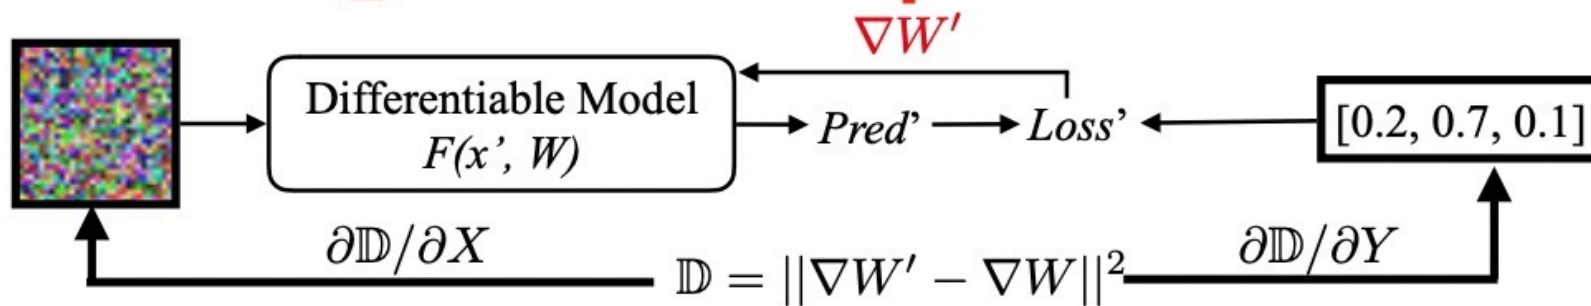 ∇W′
Differentiable Model
F(x’, W)
Pred’
Loss’
[0.2, 0.7, 0.1]
∂𝔻/∂X
𝔻 = ||∇W′ − ∇W||²
∂𝔻/∂Y